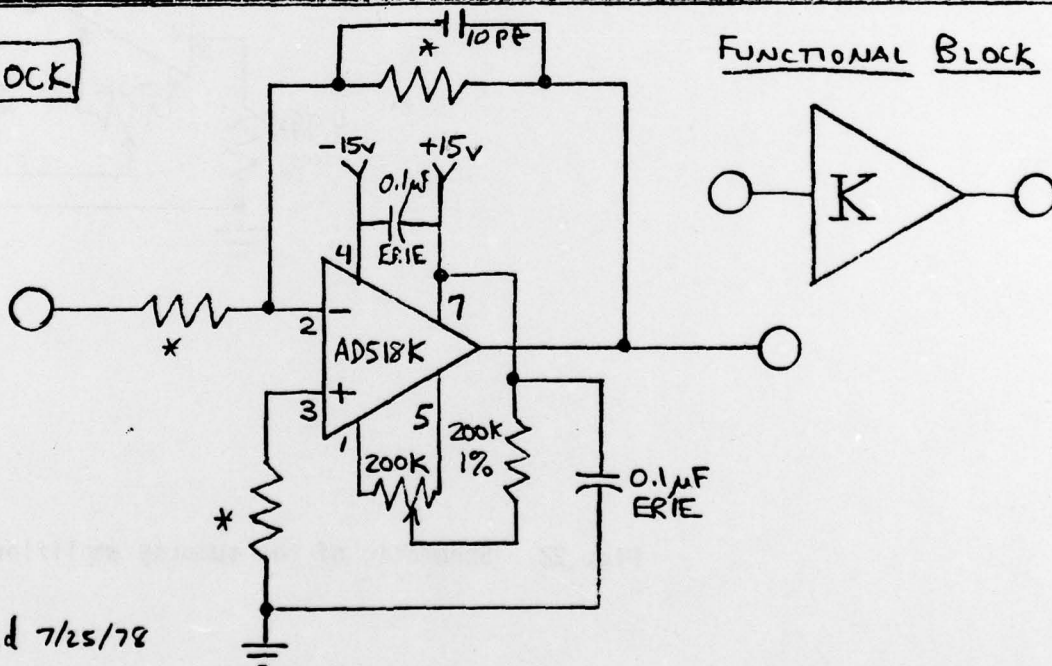 10pf
*
FUNCTIONAL BLOCK
OCK
-15v
+15v
0.1µF
ERIE
K
4
7
2
-
AD518K
*
3
+
5
1
200K
200K
1%
0.1µF
ERIE
*
d 7/25/78